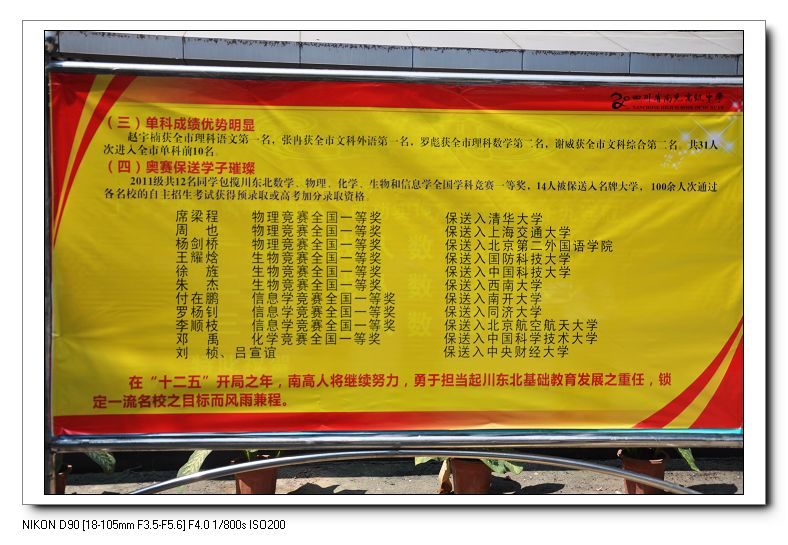 四川省南充高级中学
NANCHONG HIGH SCHOOL OF SICHUAN
（三）单科成绩优势明显
赵宇楠获全市理科语文第一名，张冉获全市文科外语第一名，罗彪获全市理科数学第二名，谢威获全市文科综合第二名。共31人
次进入全市单科前10名。
（四）奥赛保送学子璀璨
2011级共12名同学包揽川东北数学、物理、化学、生物和信息学全国学科竞赛一等奖，14人被保送入名牌大学，100余人次通过
各名校的自主招生考试获得预录取或高考加分录取资格。
席梁程 物理竞赛全国一等奖 保送入清华大学
周 也 物理竞赛全国一等奖 保送入上海交通大学
杨剑桥 物理竞赛全国一等奖 保送入北京第二外国语学院
王耀焓 生物竞赛全国一等奖 保送入国防科技大学
徐 旌 生物竞赛全国一等奖 保送入中国科技大学
朱 杰 生物竞赛全国一等奖 保送入西南大学
付在鹏 信息学竞赛全国一等奖 保送入南开大学
罗杨钊 信息学竞赛全国一等奖 保送入同济大学
李顺枝 信息学竞赛全国一等奖 保送入北京航空航天大学
邓 禹 化学竞赛全国一等奖 保送入中国科学技术大学
刘 桢、吕宣谊 保送入中央财经大学
在“十二五”开局之年，南高人将继续努力，勇于担当起川东北基础教育发展之重任，锁
定一流名校之目标而风雨兼程。
NIKON D90 [18-105mm F3.5-F5.6] F4.0 1/800s ISO200